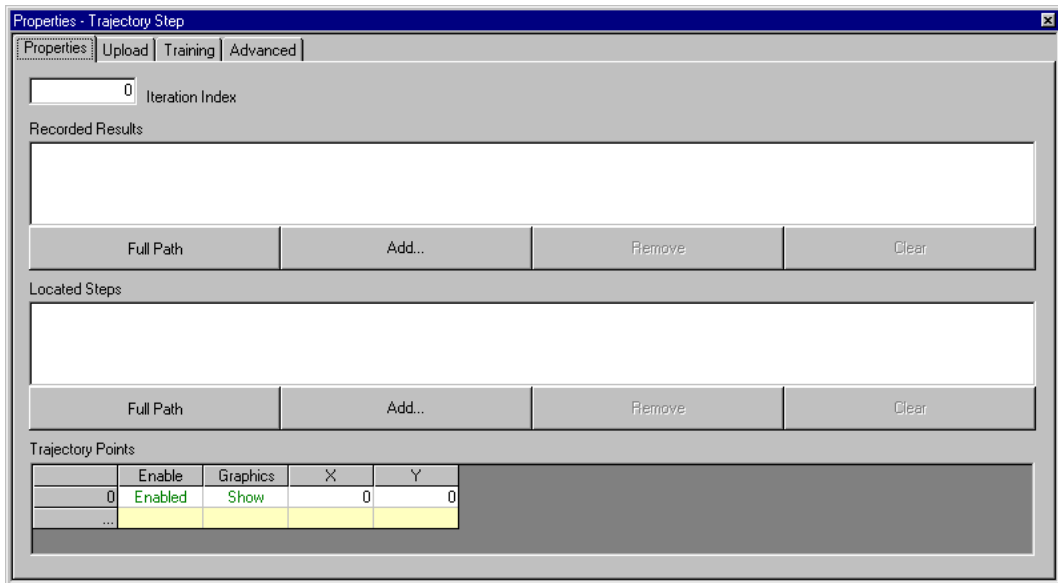 Properties - Trajectory Step
Properties Upload Training Advanced
0 Iteration Index
Recorded Results
Full Path Add... Remove Clear
Located Steps
Full Path Add... Remove Clear
Trajectory Points
Enable Graphics X Y
0 Enabled Show 0 0
...